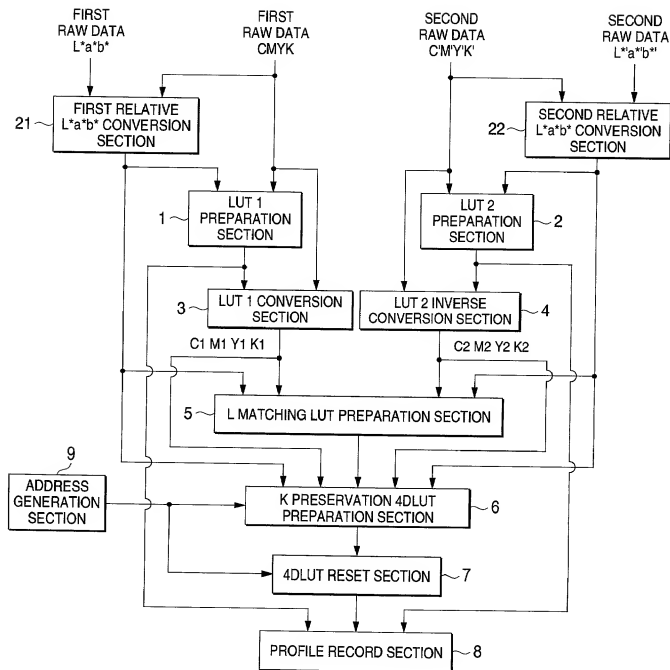 FIRST
RAW DATA
L*a*b*
FIRST
RAW DATA
CMYK
SECOND
RAW DATA
C'M'Y'K'
SECOND
RAW DATA
L*'a*'b*'
21
FIRST RELATIVE
L*a*b* CONVERSION
SECTION
22
SECOND RELATIVE
L*a*b* CONVERSION
SECTION
1
LUT 1
PREPARATION
SECTION
LUT 2
PREPARATION
SECTION
2
3
LUT 1 CONVERSION
SECTION
LUT 2 INVERSE
CONVERSION SECTION
4
C1 M1 Y1 K1
C2 M2 Y2 K2
5
L MATCHING LUT PREPARATION SECTION
9
ADDRESS
GENERATION
SECTION
K PRESERVATION 4DLUT
PREPARATION SECTION
6
4DLUT RESET SECTION
7
PROFILE RECORD SECTION
8